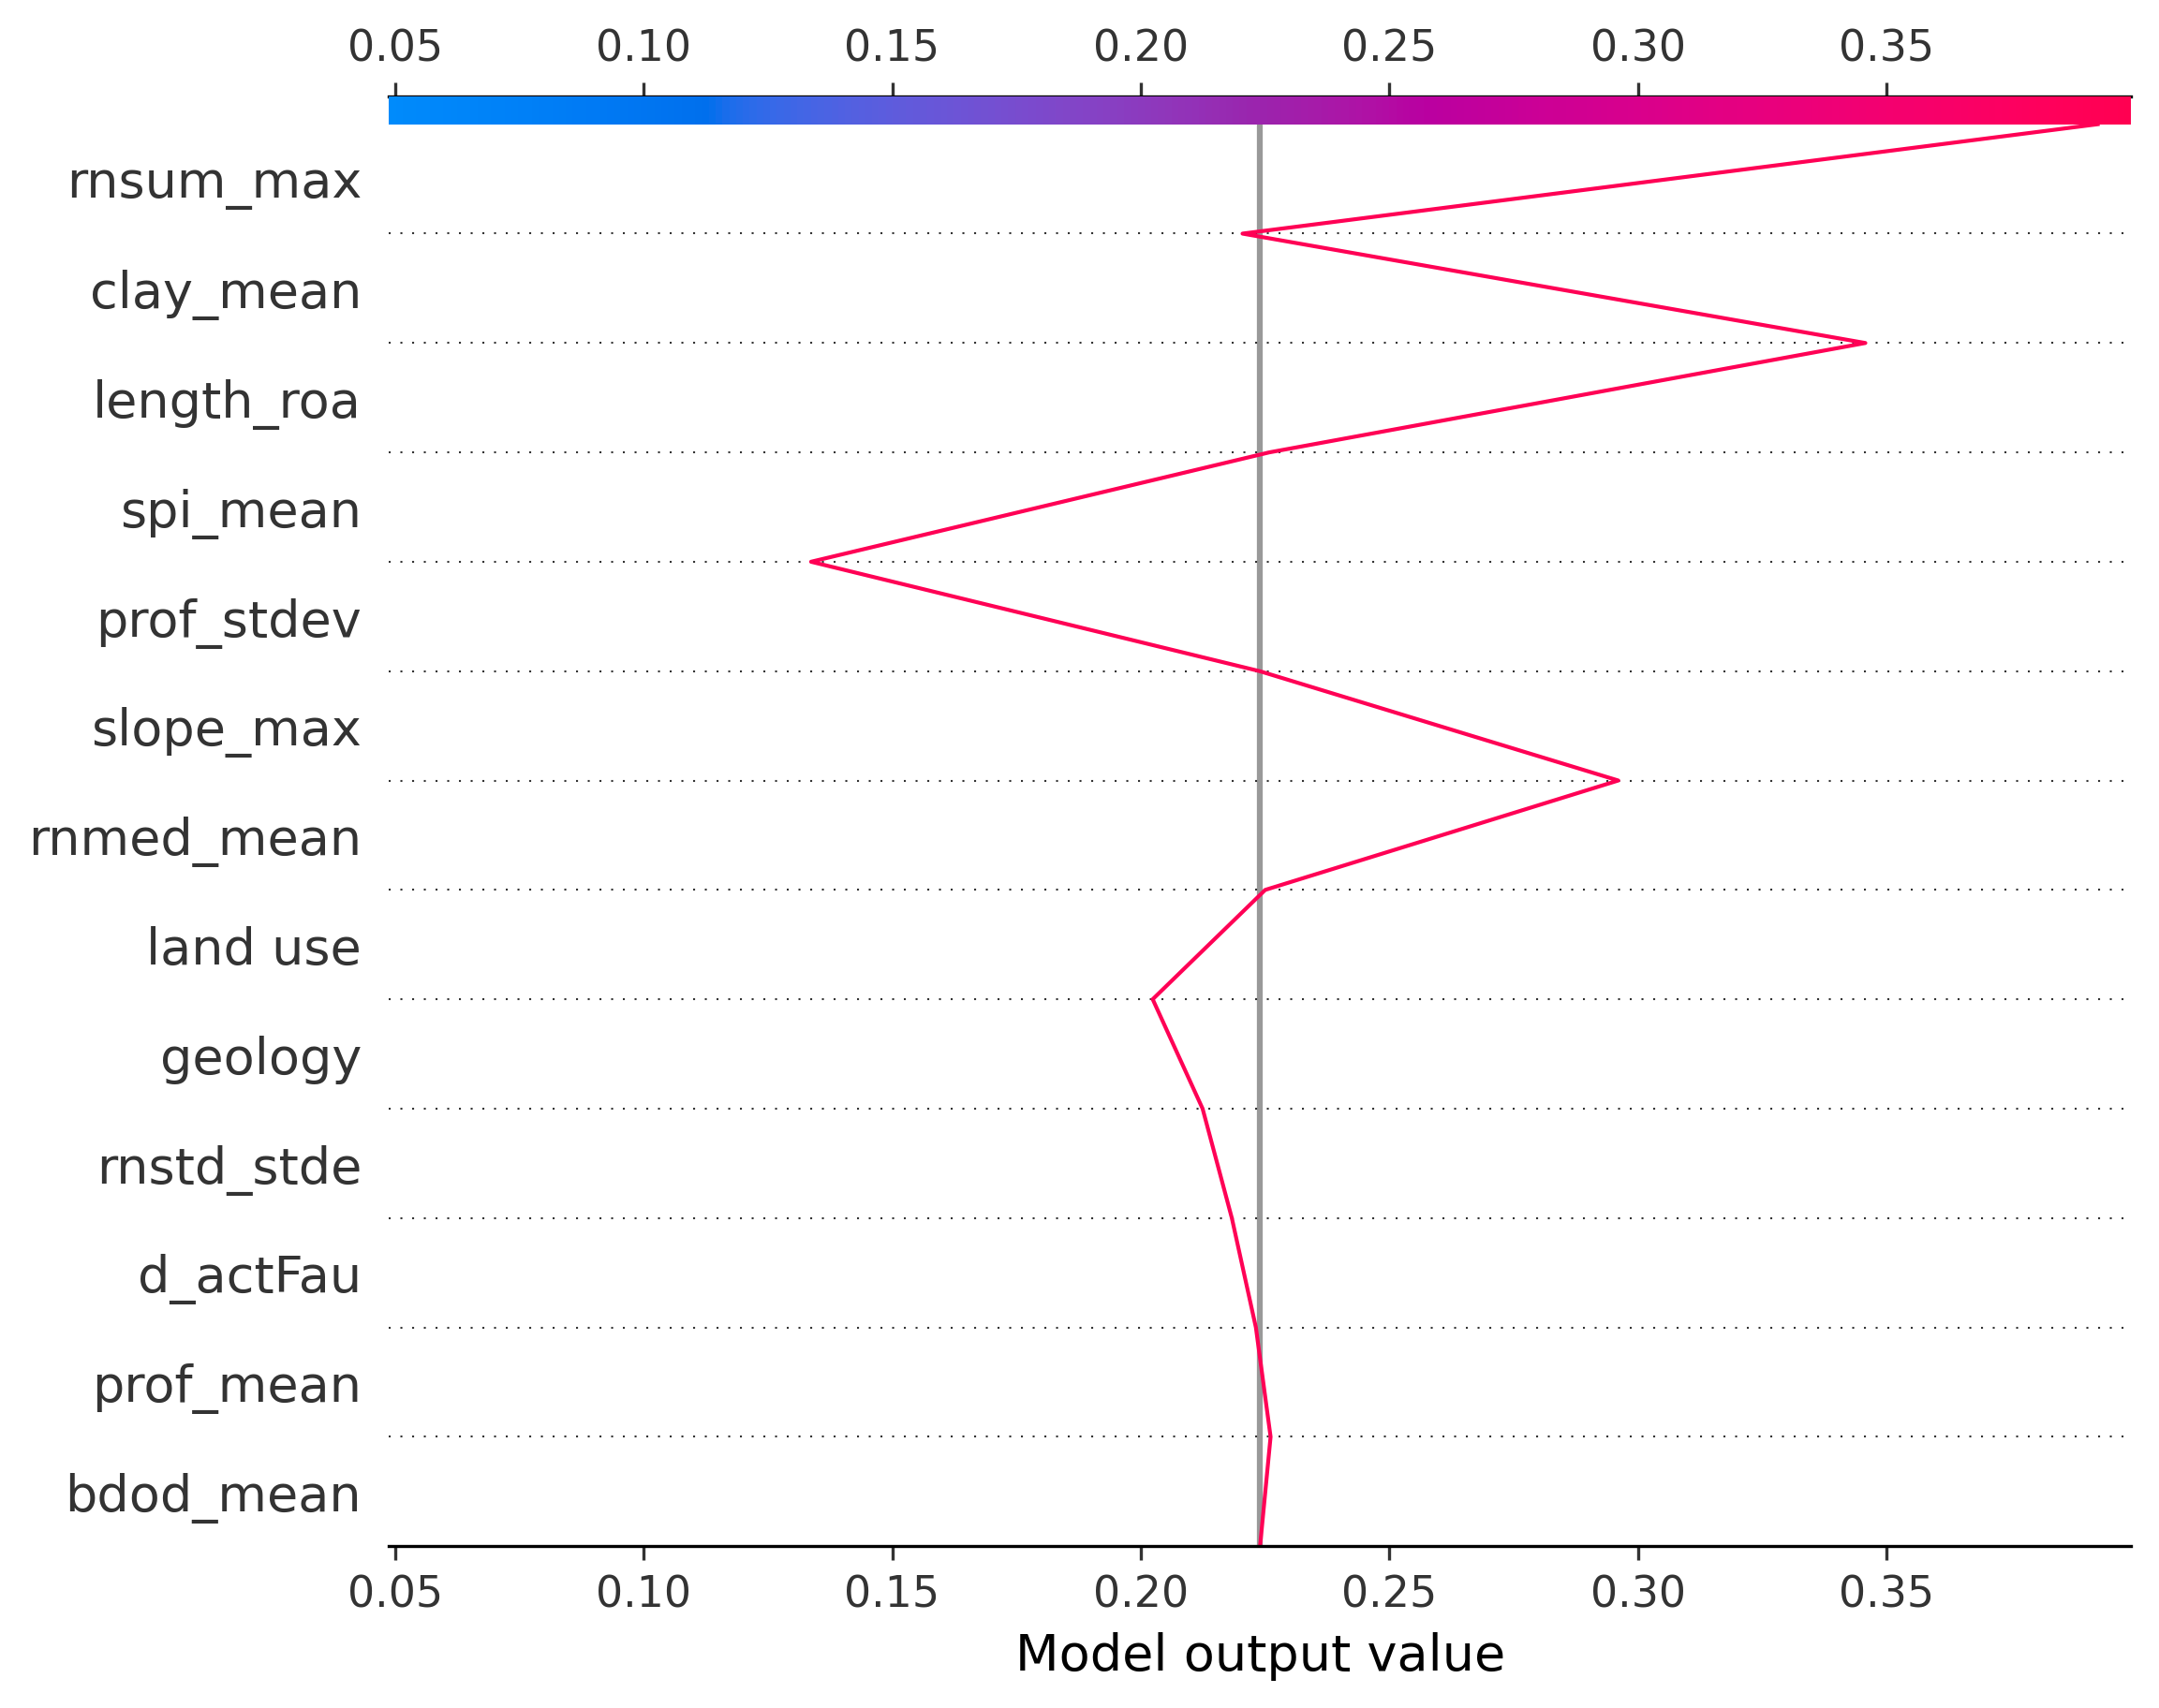 0.05 0.10 0.15 0.20 0.25 0.30 0.35
rnsum_max
clay_mean
length_roa
spi_mean
prof_stdev
slope_max
rnmed_mean
land use
geology
rnstd_stde
d_actFau
prof_mean
bdod_mean
0.05 0.10 0.15 0.20 0.25 0.30 0.35
Model output value